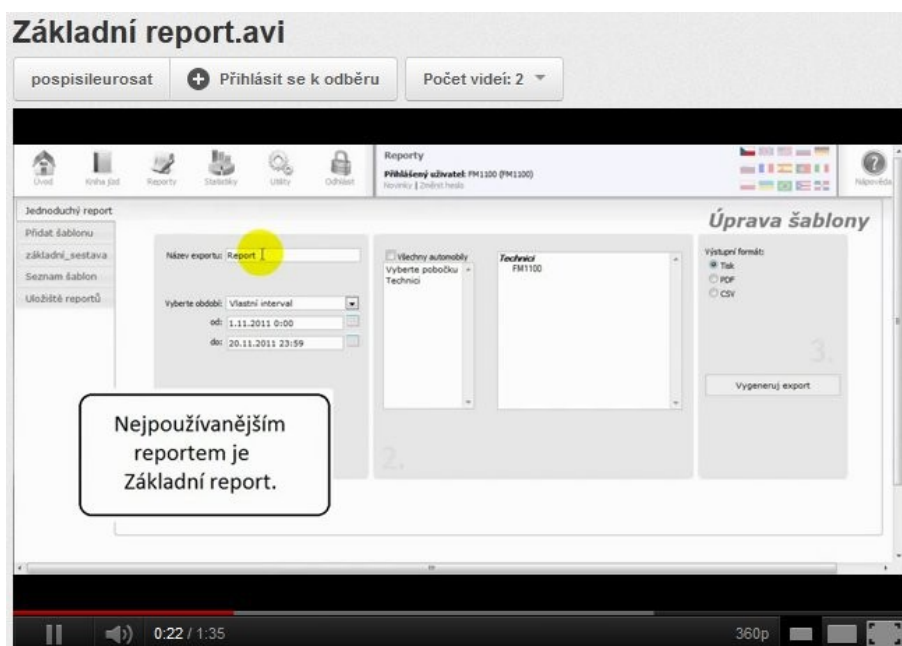 Základní report.avi
pospisileurosat
Přihlásit se k odběru
Počet videí: 2
Úvod
Kniha jízd
Reporty
Statistiky
Utility
Odhlásit
Reporty
Přihlášený uživatel: FM1100 (FM1100)
Novinky | Změnit heslo
Nápověda
Jednoduchý report
Přidat šablonu
základní_sestava
Seznam šablon
Uložiště reportů
Úprava šablony
Název exportu: Report
Vyberte období: Vlastní interval
od: 1.11.2011 0:00
do: 20.11.2011 23:59
Všechny automobily
Vyberte pobočku
Technici
Technici
FM1100
2.
Výstupní formát:
Tisk
PDF
CSV
3.
Vygeneruj export
Nejpoužívanějším
reportem je
Základní report.
0:22 / 1:35
360p